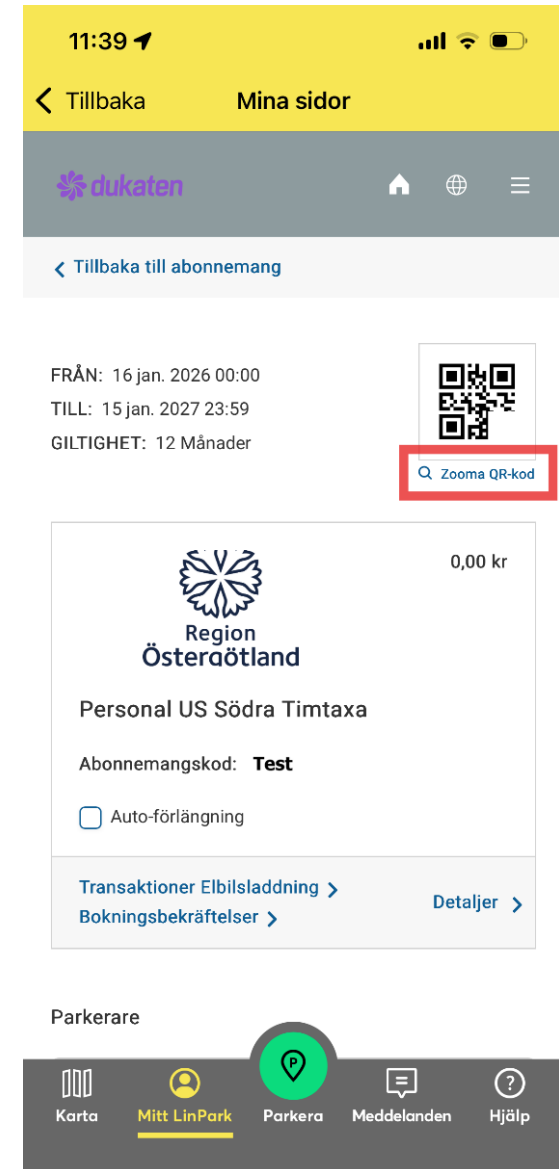 11:39
Tillbaka
Mina sidor
dukaten
Tillbaka till abonnemang
FRÅN: 16 jan. 2026 00:00
TILL: 15 jan. 2027 23:59
GILTIGHET: 12 Månader
Zooma QR-kod
0,00 kr
Region
Östergötland
Personal US Södra Timtaxa
Abonnemangskod: Test
Auto-förlängning
Transaktioner Elbilsladdning
Bokningsbekräftelser
Detaljer
Parkerare
P
Karta
Mitt LinPark
Parkera
Meddelanden
Hjälp